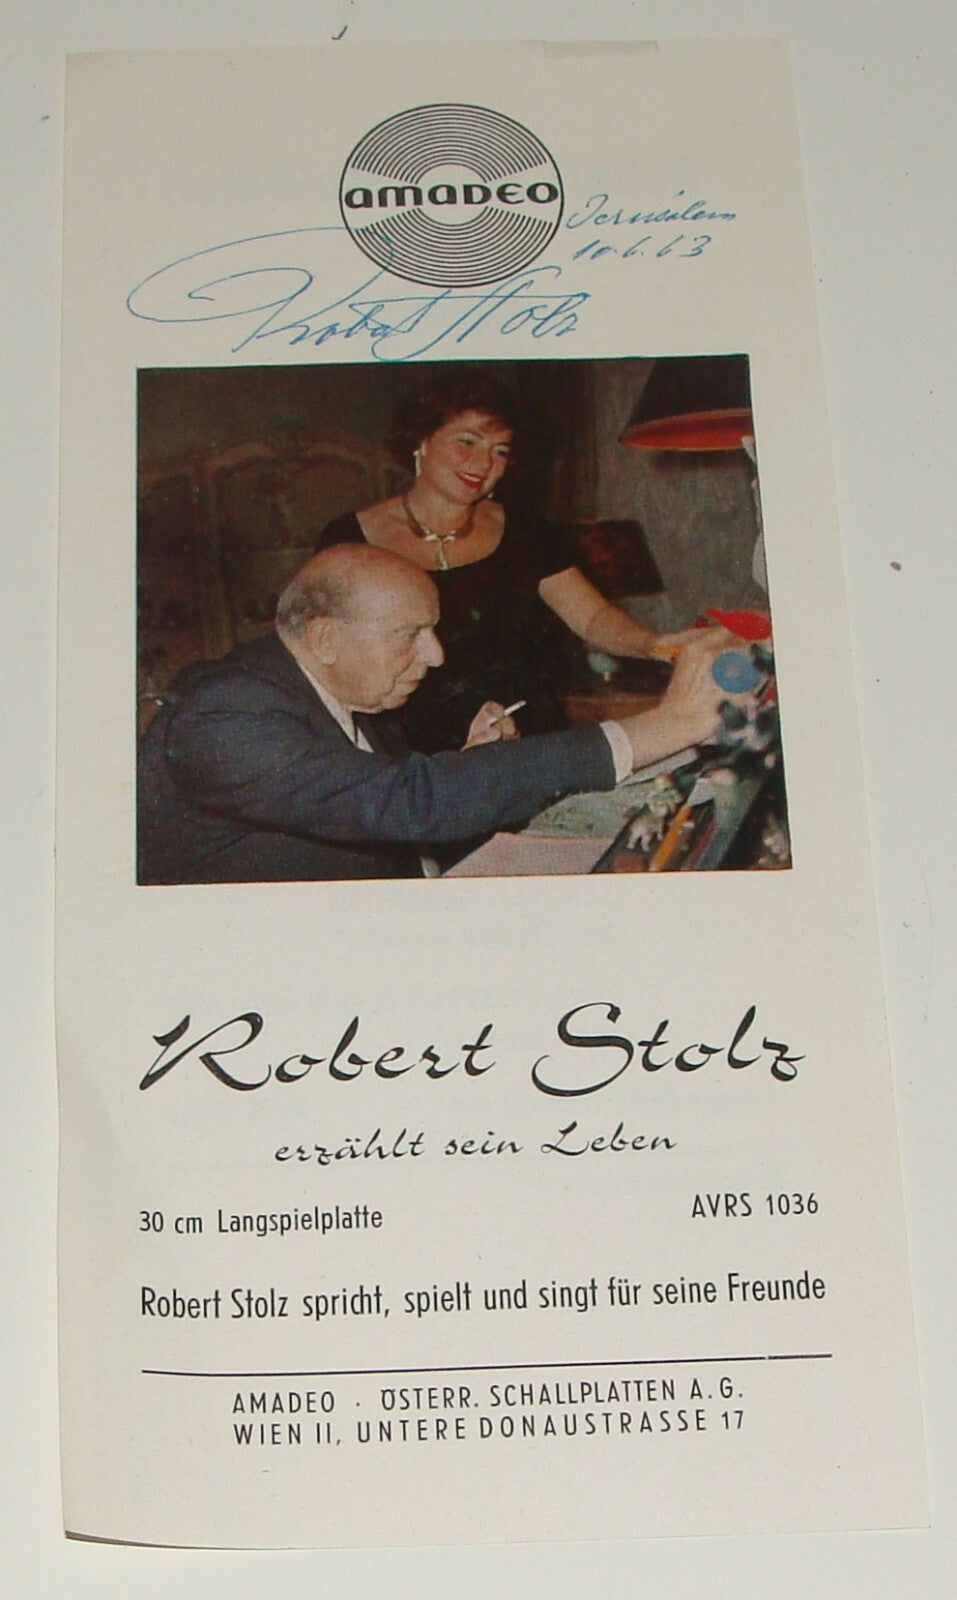 AMADEO
Jerusalem
10.6.63
Robert Stolz
Robert Stolz
erzählt sein Leben
30 cm Langspielplatte
AVRS 1036
Robert Stolz spricht, spielt und singt für seine Freunde
AMADEO · ÖSTERR. SCHALLPLATTEN A.G.
WIEN II, UNTERE DONAUSTRASSE 17